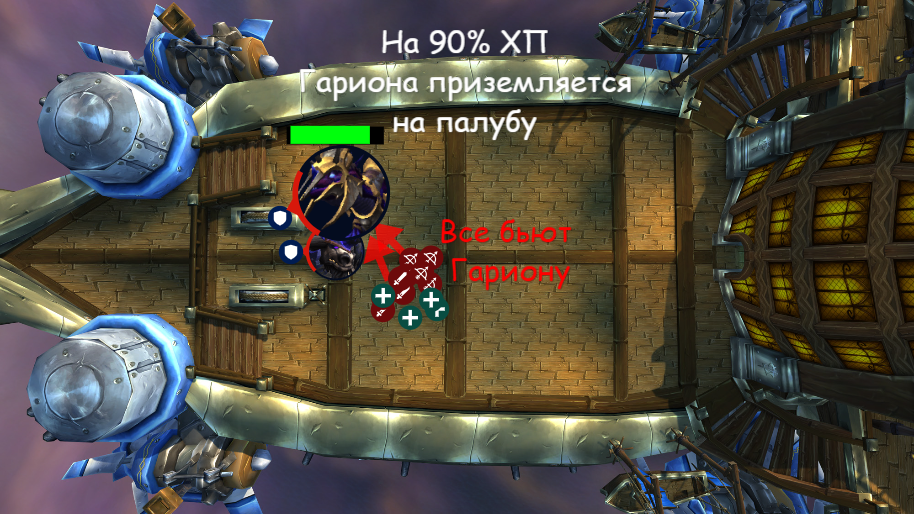 На 90% ХП
Гариона приземляется
на палубу
Все бьют
Гариону